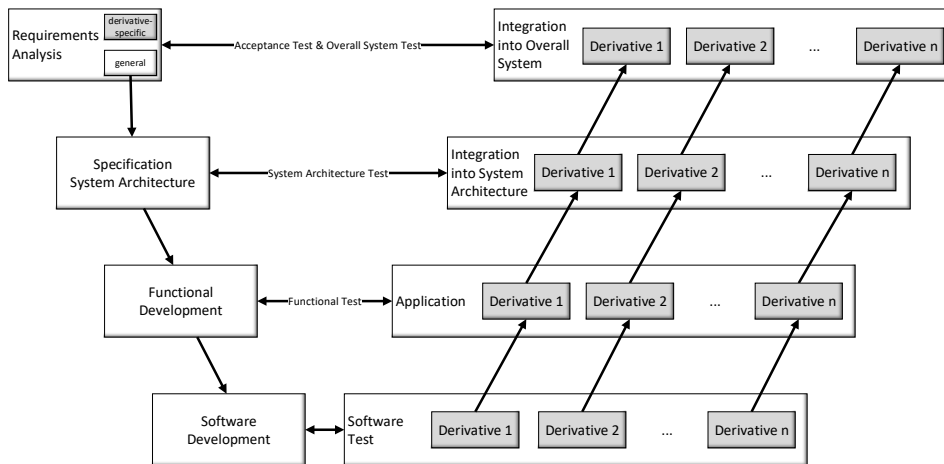 Requirements
Analysis
derivative-
specific
general
Acceptance Test & Overall System Test
Integration
into Overall
System
Derivative 1
Derivative 2
...
Derivative n
Specification
System Architecture
System Architecture Test
Integration
into System
Architecture
Derivative 1
Derivative 2
...
Derivative n
Functional
Development
Functional Test
Application
Derivative 1
Derivative 2
...
Derivative n
Software
Development
Software
Test
Derivative 1
Derivative 2
...
Derivative n